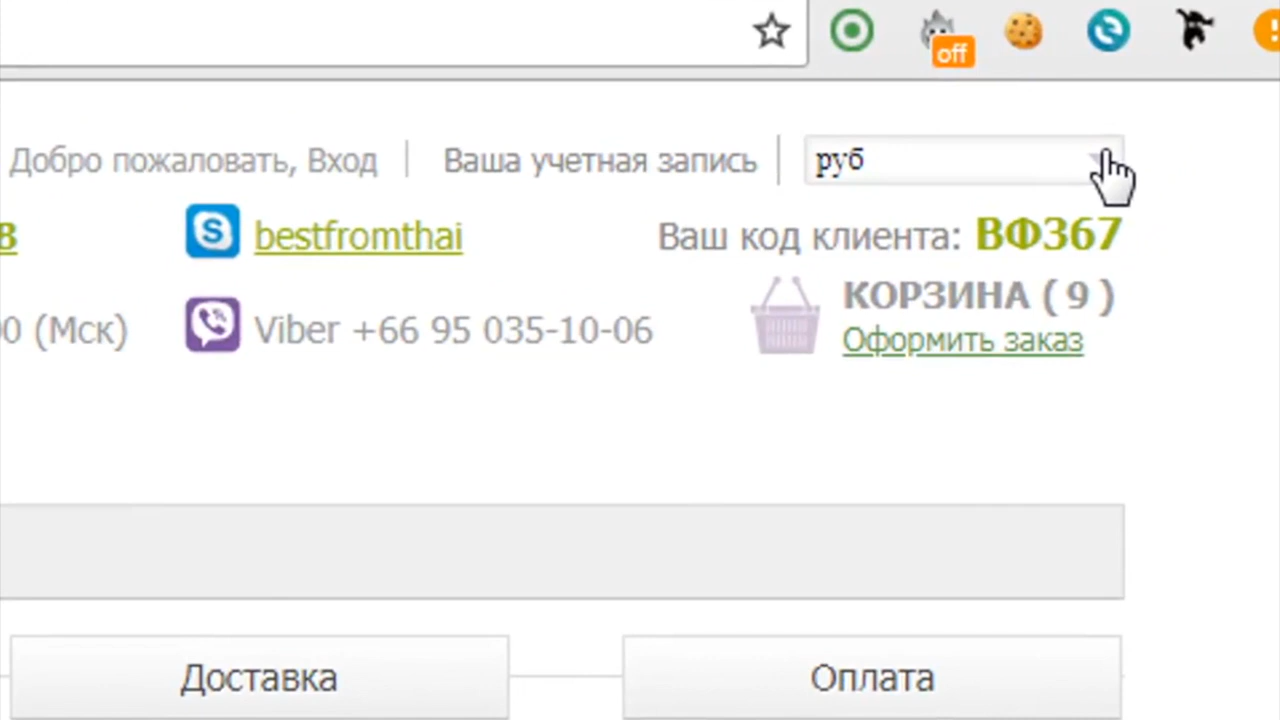 off
Добро пожаловать, Вход
Ваша учетная запись
руб
bestfromthai
Ваш код клиента: ВФ367
КОРЗИНА ( 9 )
(Мск)
Viber +66 95 035-10-06
Оформить заказ
Доставка
Оплата